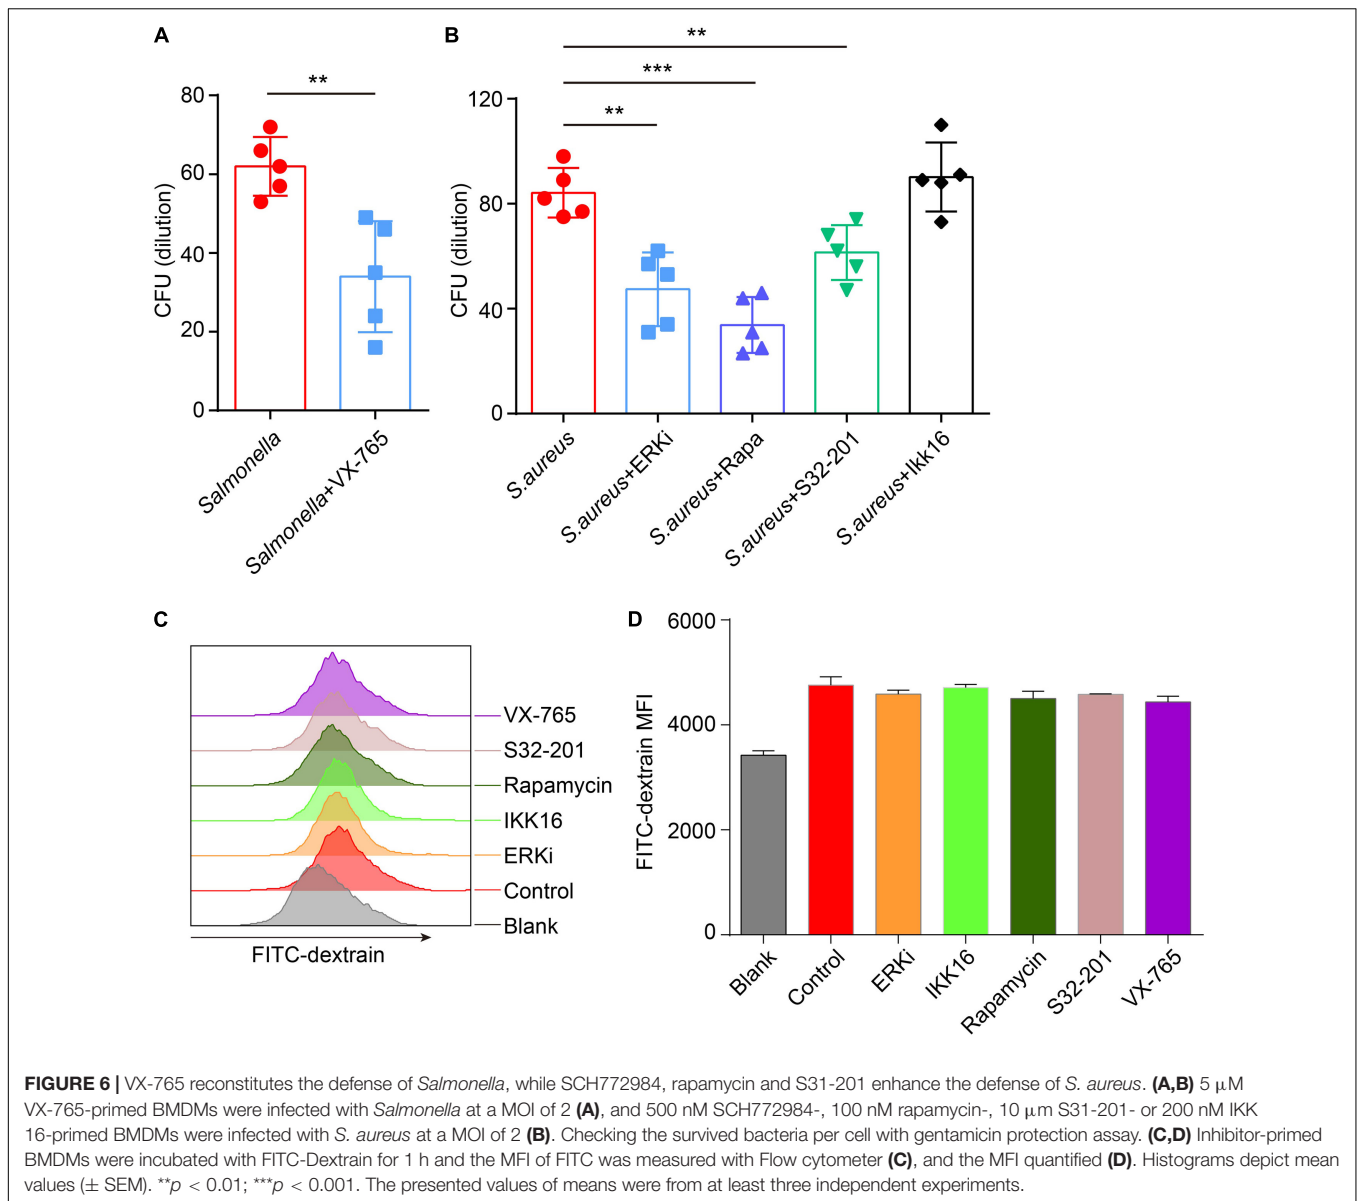 A
**
80
60
40
20
0
CFU (dilution)
Salmonella
Salmonella+VX-765
B
**
***
**
120
80
40
0
CFU (dilution)
S.aureus
S.aureus+ERKi
S.aureus+Rapa
S.aureus+S32-201
S.aureus+Ikk16
C
VX-765
S32-201
Rapamycin
IKK16
ERKi
Control
Blank
FITC-dextrain
D
6000
4000
2000
0
FITC-dextrain MFI
Blank
Control
ERKi
IKK16
Rapamycin
S32-201
VX-765
FIGURE 6 | VX-765 reconstitutes the defense of Salmonella, while SCH772984, rapamycin and S31-201 enhance the defense of S. aureus. (A,B) 5 μM
VX-765-primed BMDMs were infected with Salmonella at a MOI of 2 (A), and 500 nM SCH772984-, 100 nM rapamycin-, 10 μm S31-201- or 200 nM IKK
16-primed BMDMs were infected with S. aureus at a MOI of 2 (B). Checking the survived bacteria per cell with gentamicin protection assay. (C,D) Inhibitor-primed
BMDMs were incubated with FITC-Dextrain for 1 h and the MFI of FITC was measured with Flow cytometer (C), and the MFI quantified (D). Histograms depict mean
values (± SEM). **p < 0.01; ***p < 0.001. The presented values of means were from at least three independent experiments.